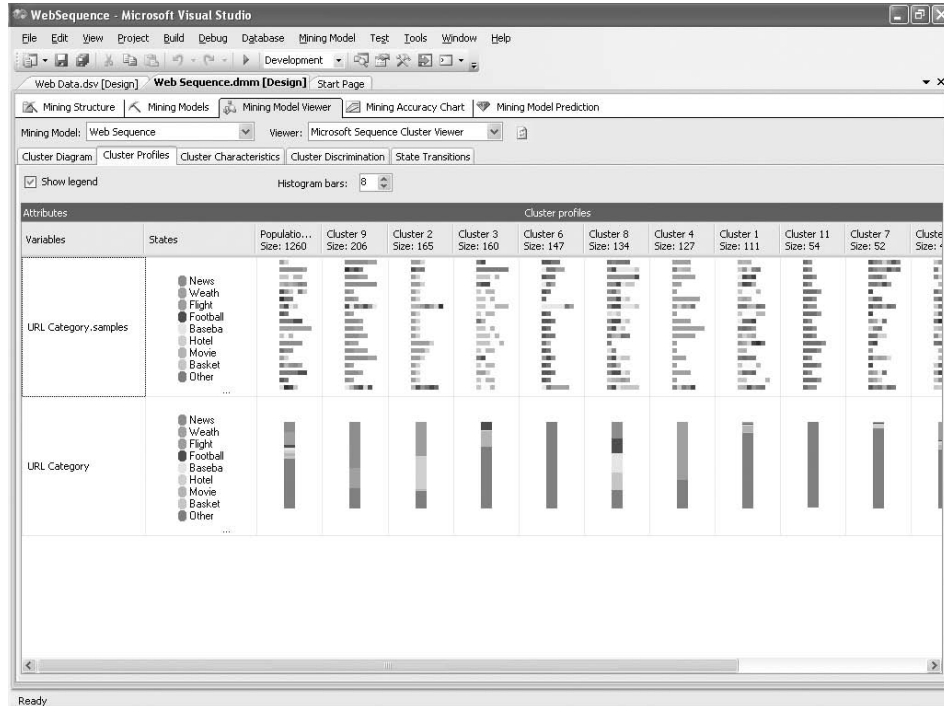 WebSequence - Microsoft Visual Studio
File Edit View Project Build Debug Database Mining Model Test Tools Window Help
Development
Web Data.dsv [Design] Web Sequence.dmm [Design] Start Page
Mining Structure Mining Models Mining Model Viewer Mining Accuracy Chart Mining Model Prediction
Mining Model: Web Sequence Viewer: Microsoft Sequence Cluster Viewer
Cluster Diagram Cluster Profiles Cluster Characteristics Cluster Discrimination State Transitions
Show legend Histogram bars: 8
Attributes Cluster profiles
Variables States Populatio... Cluster 9 Cluster 2 Cluster 3 Cluster 6 Cluster 8 Cluster 4 Cluster 1 Cluster 11 Cluster 7 Cluste
Size: 1260 Size: 206 Size: 165 Size: 160 Size: 147 Size: 134 Size: 127 Size: 111 Size: 54 Size: 52 Size:
URL Category.samples
News
Weath
Flight
Football
Baseba
Hotel
Movie
Basket
Other
...
URL Category
News
Weath
Flight
Football
Baseba
Hotel
Movie
Basket
Other
...
Ready